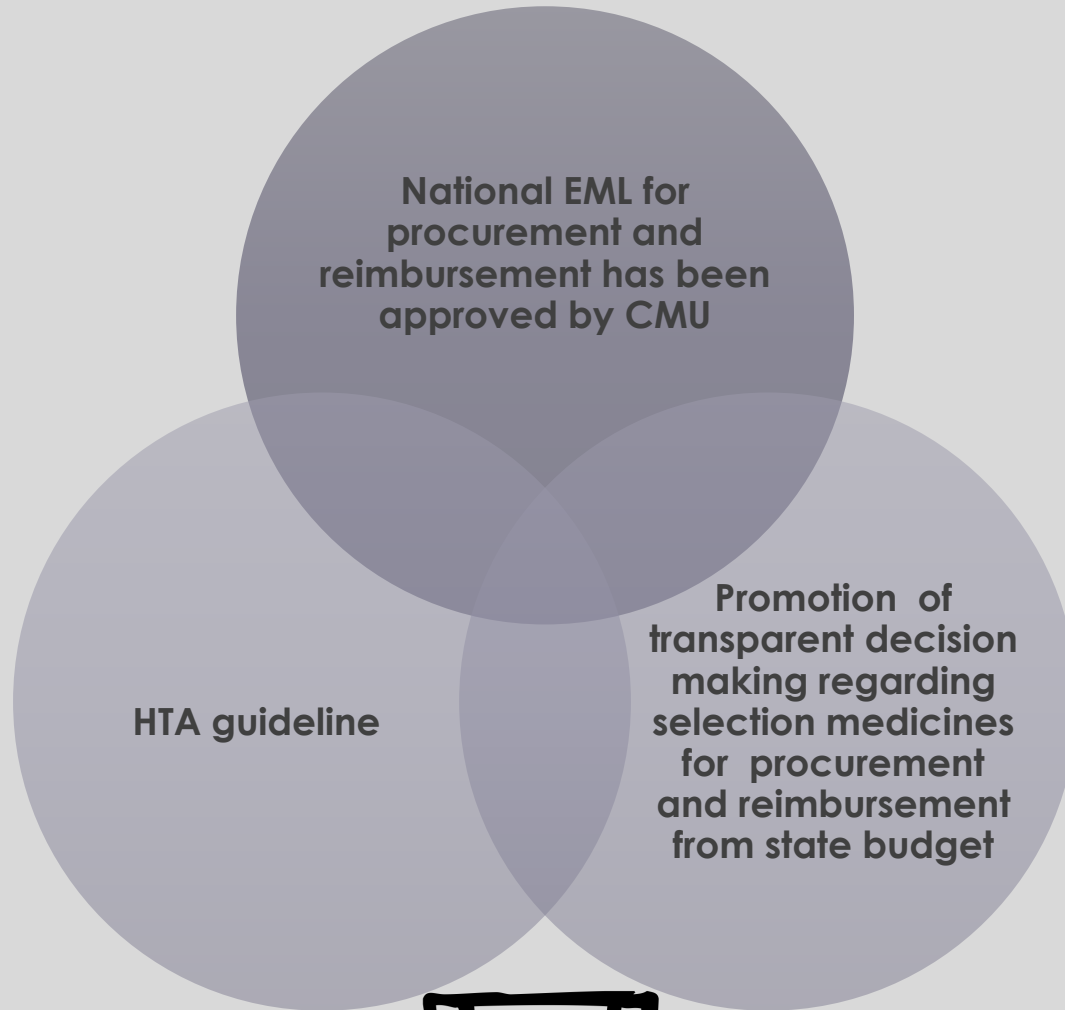 National EML for
procurement and
reimbursement has been
approved by CMU
HTA guideline
Promotion of
transparent decision
making regarding
selection medicines
for procurement
and reimbursement
from state budget